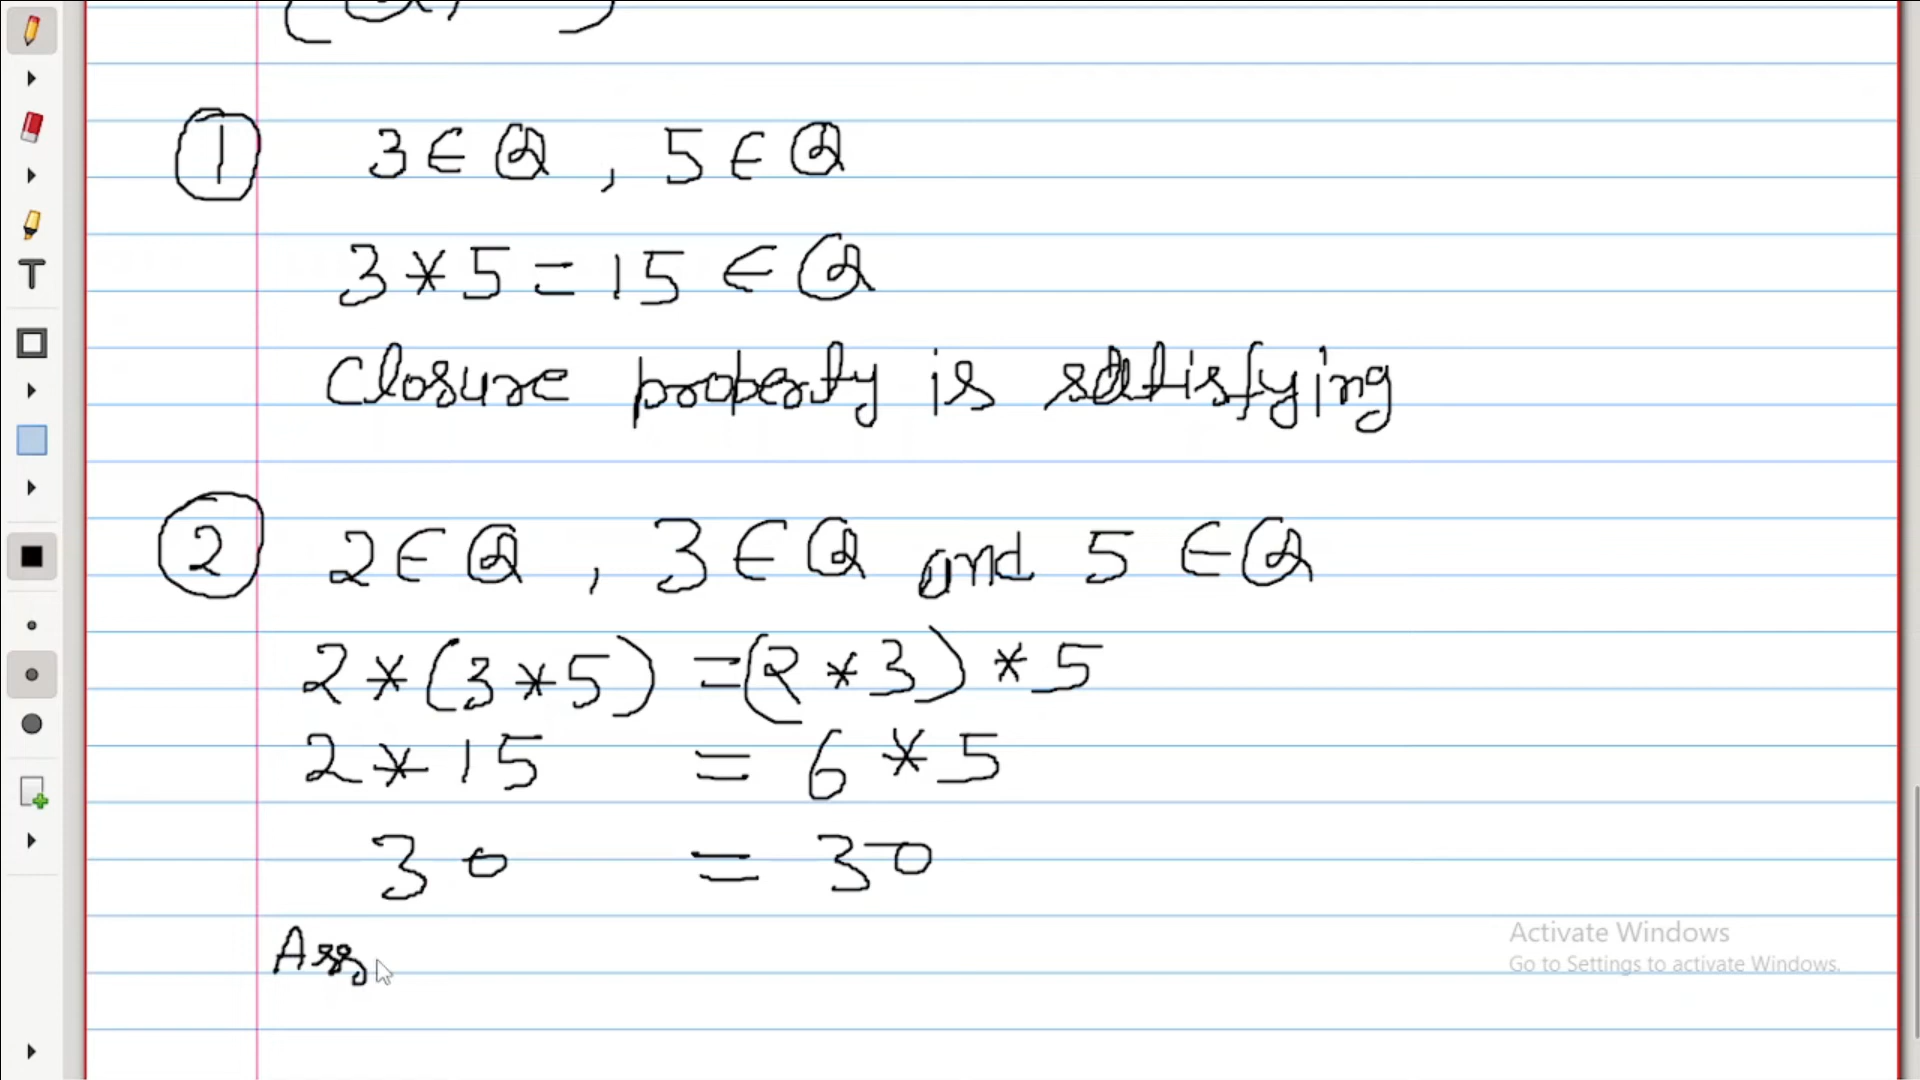 ① 3 ∈ Q , 5 ∈ Q
3 * 5 = 15 ∈ Q
Closure property is satisfying
② 2 ∈ Q , 3 ∈ Q and 5 ∈ Q
2 * (3 * 5) = (2 * 3) * 5
2 * 15 = 6 * 5
30 = 30
Ass
Activate Windows
Go to Settings to activate Windows.